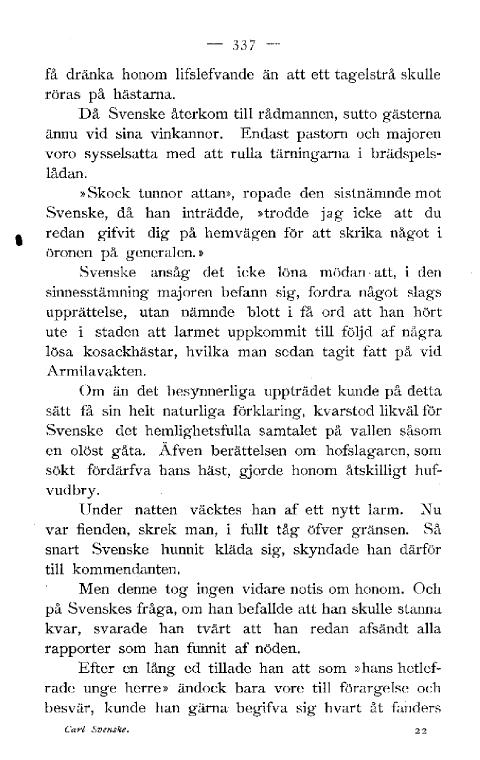 — 337 —
få dränka honom lifslefvande än att ett tagelstrå skulle
röras på hästarna.
Då Svenske återkom till rådmannen, sutto gästerna
ännu vid sina vinkannor. Endast pastorn och majoren
voro sysselsatta med att rulla tärningarna i brädspels-
lådan.
»Skock tunnor attan», ropade den sistnämnde mot
Svenske, då han inträdde, »trodde jag icke att du
redan gifvit dig på hemvägen för att skrika något i
öronen på generalen.»
Svenske ansåg det icke löna mödan att, i den
sinnesstämning majoren befann sig, fordra något slags
upprättelse, utan nämnde blott i få ord att han hört
ute i staden att larmet uppkommit till följd af några
lösa kosackhästar, hvilka man sedan tagit fatt på vid
Armilavakten.
Om än det besynnerliga uppträdet kunde på detta
sätt få sin helt naturliga förklaring, kvarstod likväl för
Svenske det hemlighetsfulla samtalet på vallen såsom
en olöst gåta. Äfven berättelsen om hofslagaren, som
sökt fördärfva hans häst, gjorde honom åtskilligt huf-
vudbry.
Under natten väcktes han af ett nytt larm. Nu
var fienden, skrek man, i fullt tåg öfver gränsen. Så
snart Svenske hunnit kläda sig, skyndade han därför
till kommendanten.
Men denne tog ingen vidare notis om honom. Och
på Svenskes fråga, om han befallde att han skulle stanna
kvar, svarade han tvärt att han redan afsändt alla
rapporter som han funnit af nöden.
Efter en lång ed tillade han att som »hans hetlef-
rade unge herre» ändock bara vore till förargelse och
besvär, kunde han gärna begifva sig hvart åt fanders
Carl Svenske. 22